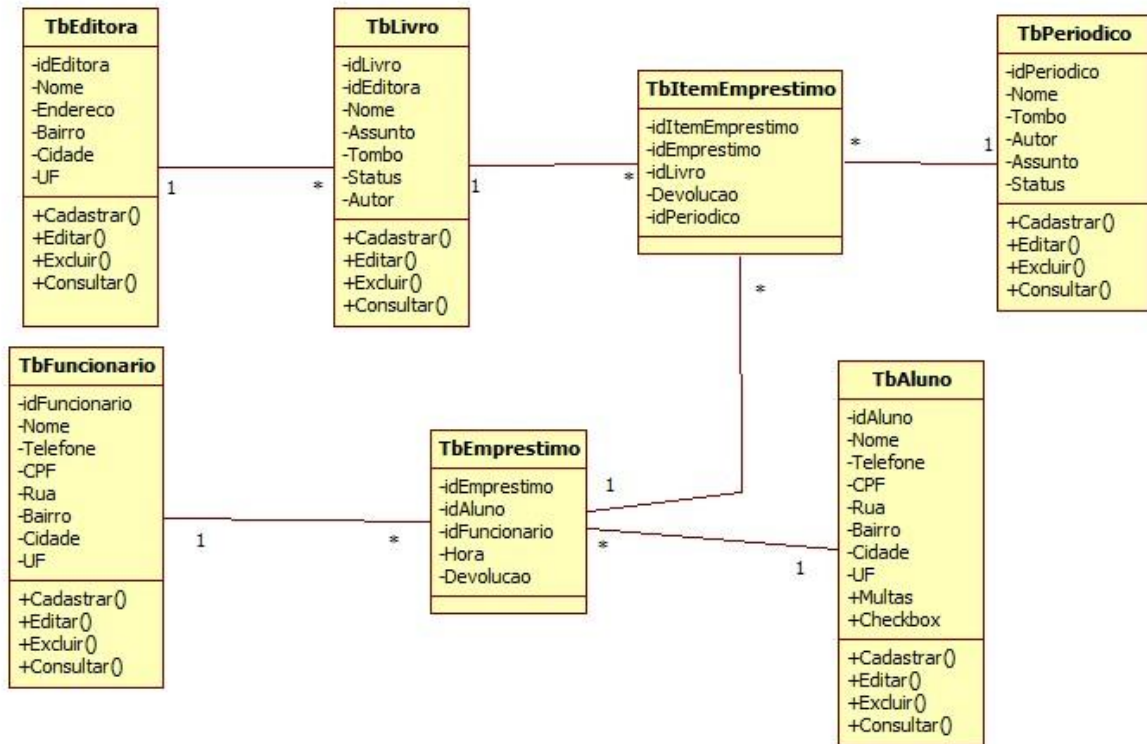 TbEditora
-idEditora
-Nome
-Endereco
-Bairro
-Cidade
-UF
+Cadastrar()
+Editar()
+Excluir()
+Consultar()
1
*
TbLivro
-idLivro
-idEditora
-Nome
-Assunto
-Tombo
-Status
-Autor
+Cadastrar()
+Editar()
+Excluir()
+Consultar()
1
*
TbItemEmprestimo
-idItemEmprestimo
-idEmprestimo
-idLivro
-Devolucao
-idPeriodico
*
1
TbPeriodico
-idPeriodico
-Nome
-Tombo
-Autor
-Assunto
-Status
+Cadastrar()
+Editar()
+Excluir()
+Consultar()
*
TbFuncionario
-idFuncionario
-Nome
-Telefone
-CPF
-Rua
-Bairro
-Cidade
-UF
+Cadastrar()
+Editar()
+Excluir()
+Consultar()
1
*
TbEmprestimo
-idEmprestimo
-idAluno
-idFuncionario
-Hora
-Devolucao
1
*
1
TbAluno
-idAluno
-Nome
-Telefone
-CPF
-Rua
-Bairro
-Cidade
-UF
+Multas
+Checkbox
+Cadastrar()
+Editar()
+Excluir()
+Consultar()